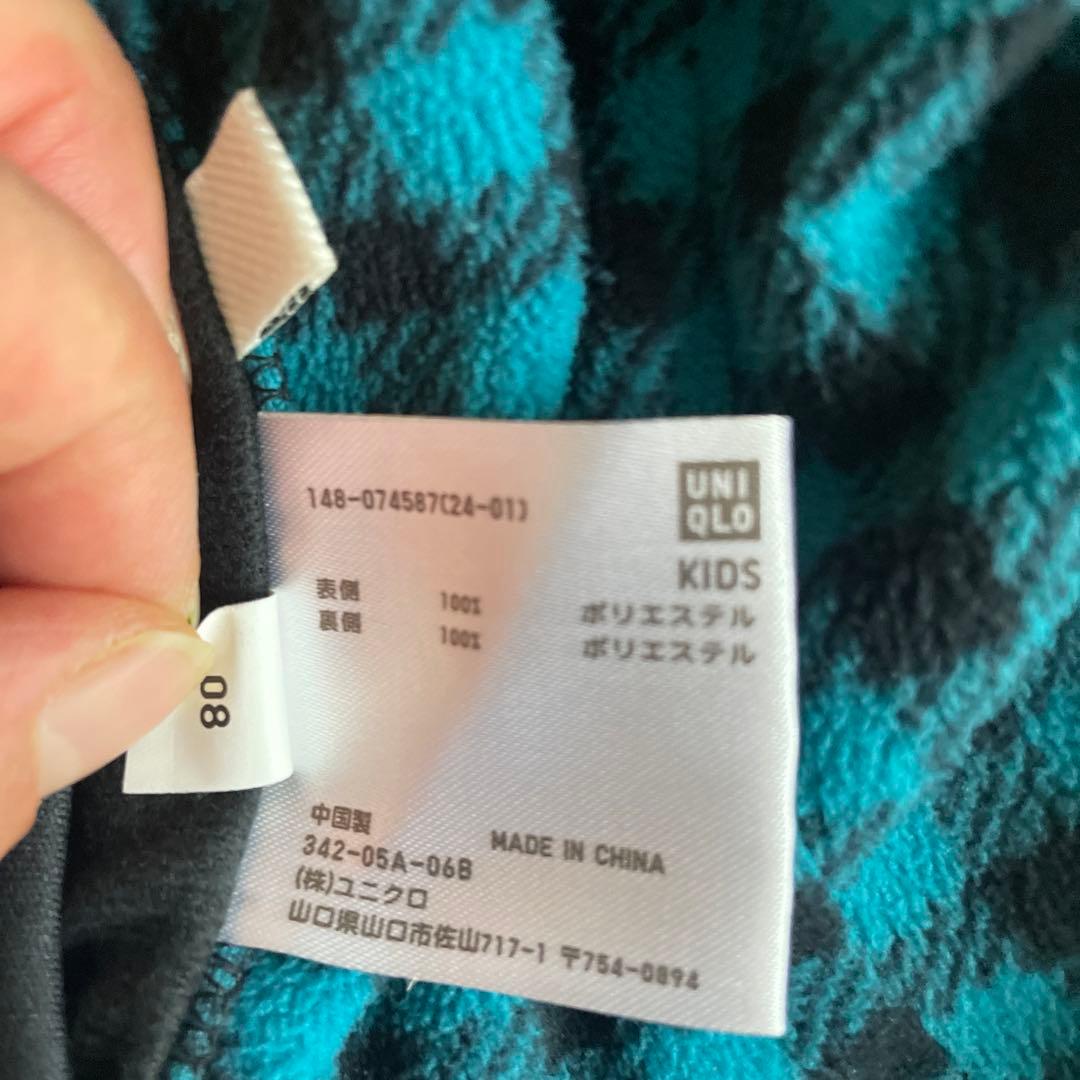 148-074587(24-01)
UNI
QLO
KIDS
表側 100% ポリエステル
裏側 100% ポリエステル
08
中国製
MADE IN CHINA
342-05A-06B
(株)ユニクロ
山口県山口市佐山717-1 〒754-0894